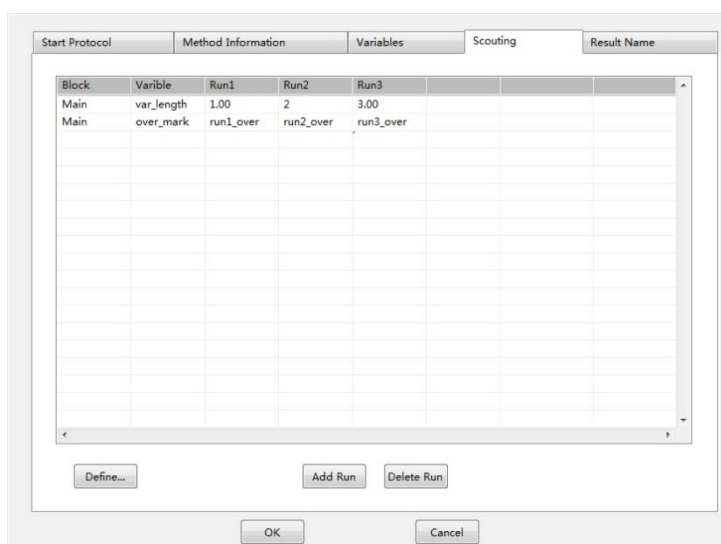 Start Protocol Method Information Variables Scouting Result Name
Block Varible Run1 Run2 Run3
Main var_length 1.00 2 3.00
Main over_mark run1_over run2_over run3_over
Define... Add Run Delete Run
OK Cancel